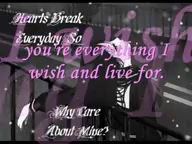 Hearts Break
Everyday So
you're everything I
wish and live for.
Why Care
About Mine?